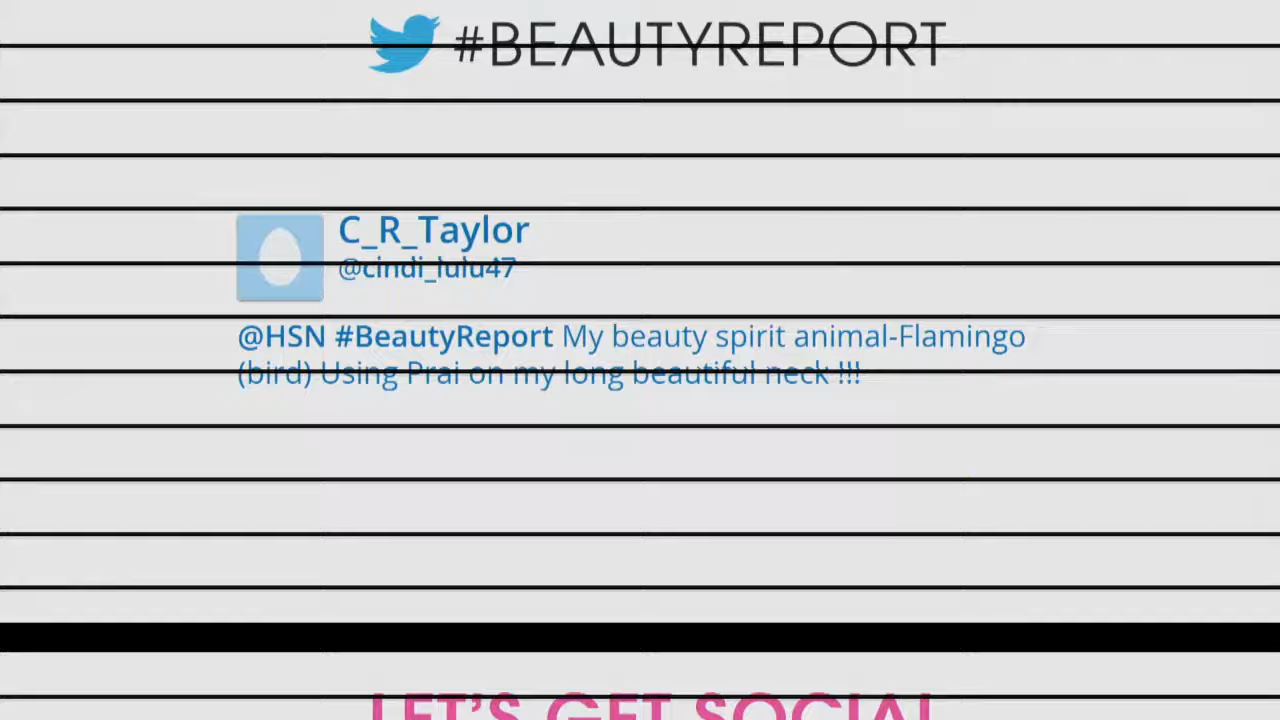 #BEAUTYREPORT
C_R_Taylor
@cindi_lulu47
@HSN #BeautyReport My beauty spirit animal-Flamingo
(bird) Using Prai on my long beautiful neck !!!
LET'S GET SOCIAL